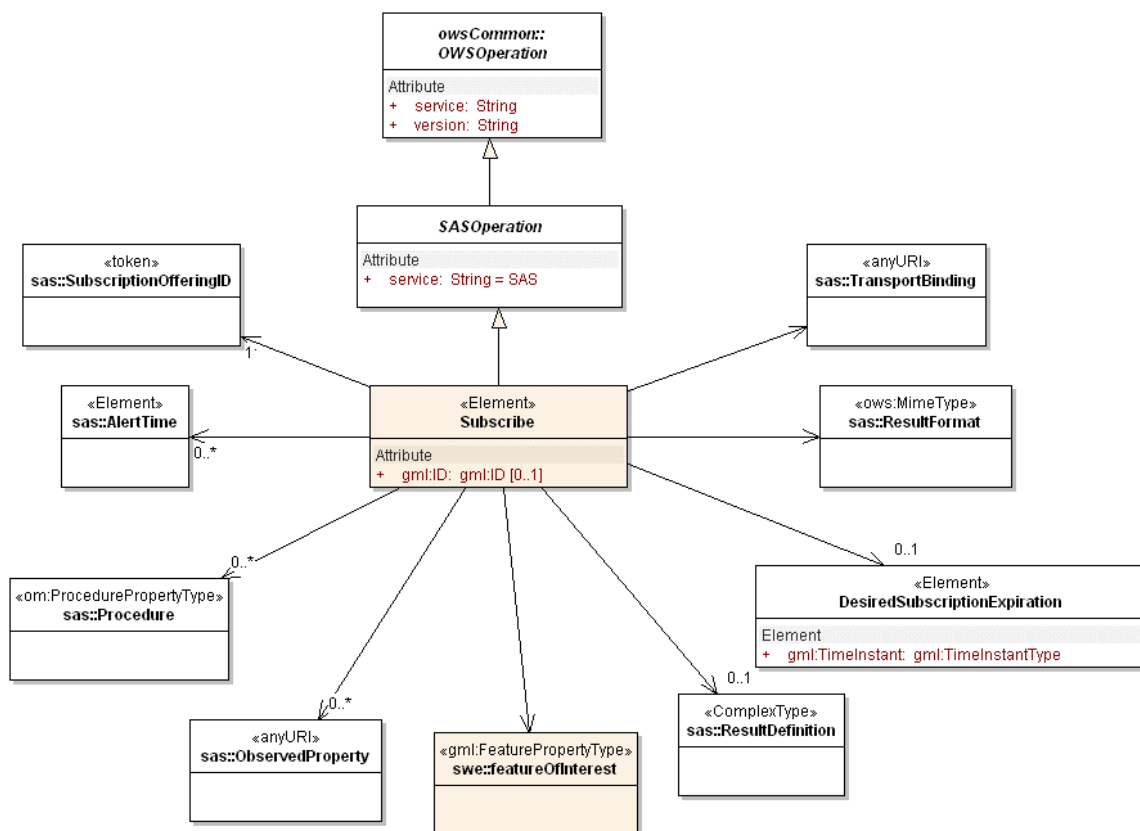 owsCommon::
OWSOperation
Attribute
+ service: String
+ version: String
SASOperation
Attribute
+ service: String = SAS
«token»
sas::SubscriptionOfferingID
1..
«anyURI»
sas::TransportBinding
«Element»
sas::AlertTime
0..*
«Element»
Subscribe
Attribute
+ gml:ID: gml:ID [0..1]
«ows:MimeType»
sas::ResultFormat
0..*
«om:ProcedurePropertyType»
sas::Procedure
0..1
«Element»
DesiredSubscriptionExpiration
Element
+ gml:TimeInstant: gml:TimeInstantType
0..*
«anyURI»
sas::ObservedProperty
«gml:FeaturePropertyType»
swe::featureOfInterest
0..1
«ComplexType»
sas::ResultDefinition